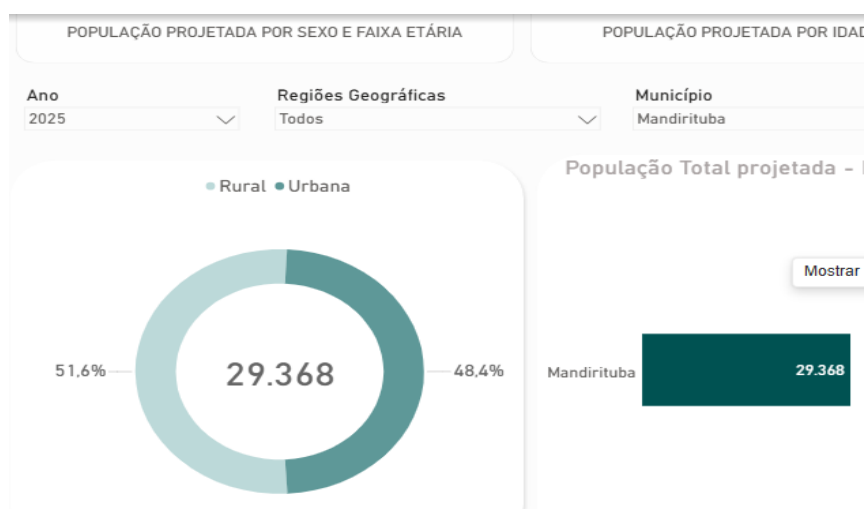 POPULAÇÃO PROJETADA POR SEXO E FAIXA ETÁRIA
POPULAÇÃO PROJETADA POR IDAD
Ano
2025
Regiões Geográficas
Todos
Município
Mandirituba
Rural Urbana
51,6%
29.368
48,4%
População Total projetada -
Mostrar
Mandirituba
29.368